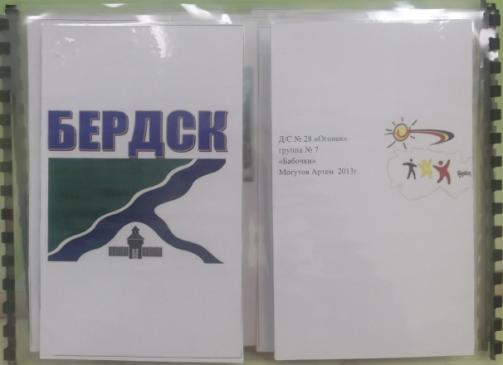 БЕРДСК
Д/С № 28 «Огонек»
группа № 7
«Бабочки»
Могутов Артем 2013г.